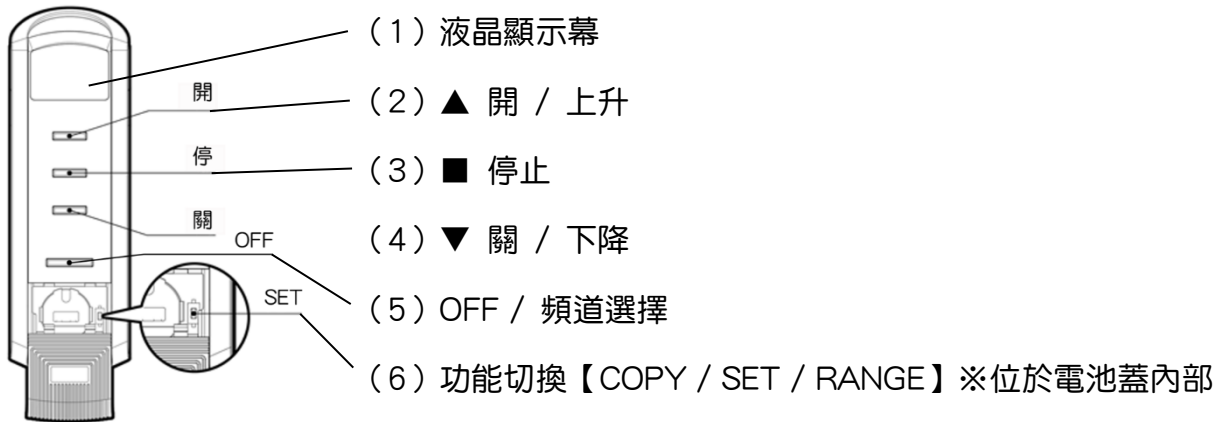 （1）液晶顯示幕
開
（2）▲ 開 / 上升
停
（3）■ 停止
關
（4）▼ 關 / 下降
OFF
（5）OFF / 頻道選擇
SET
（6）功能切換【COPY / SET / RANGE】※位於電池蓋內部